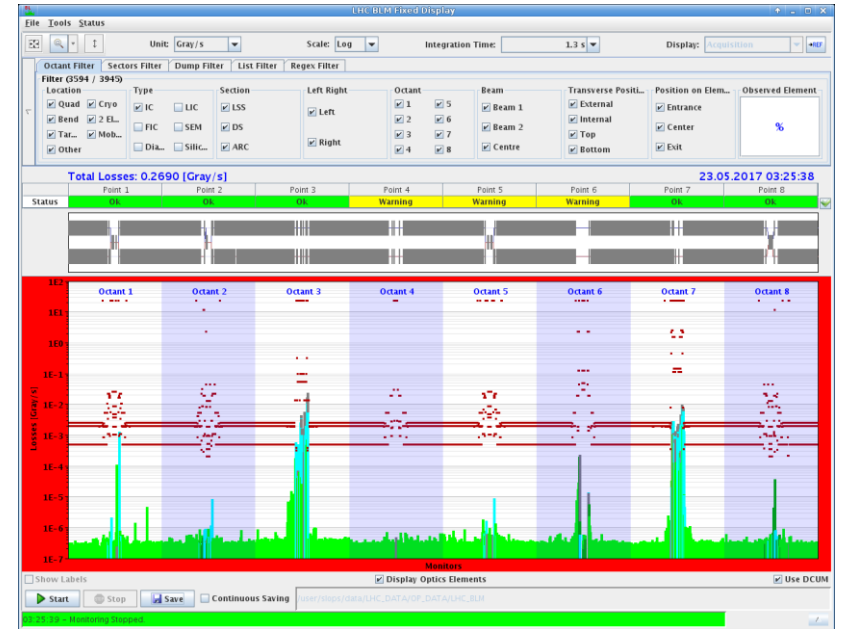 LHC BLM Fixed Display
File Tools Status
Unit: Gray/s Scale: Log Integration Time: 1.3 s Display: Acquisition REF
Octant Filter Sectors Filter Dump Filter List Filter Regex Filter
Filter (3594 / 3945)
Location Type Section Left Right Octant Beam Transverse Positi... Position on Elem... Observed Element
Quad Cryo IC LIC LSS Left 1 5 Beam 1 External Entrance
Bend 2 El... FIC SEM DS 2 6 Beam 2 Internal Center %
Tar... Mob... Dia... Silic... ARC Right 3 7 Centre Top Exit
Other 4 8 Bottom
Total Losses: 0.2690 [Gray/s] 23.05.2017 03:25:38
Point 1 Point 2 Point 3 Point 4 Point 5 Point 6 Point 7 Point 8
Status Ok Ok Ok Warning Warning Warning Ok Ok
Octant 1 Octant 2 Octant 3 Octant 4 Octant 5 Octant 6 Octant 7 Octant 8
1E2
1E1
1E0
1E-1
1E-2
1E-3
1E-4
1E-5
1E-6
1E-7
Losses [Gray/s]
Monitors
Show Labels Display Optics Elements Use DCUM
Start Stop Save Continuous Saving /user/slops/data/LHC_DATA/OP_DATA/LHC_BLM
03:25:39 - Monitoring Stopped.